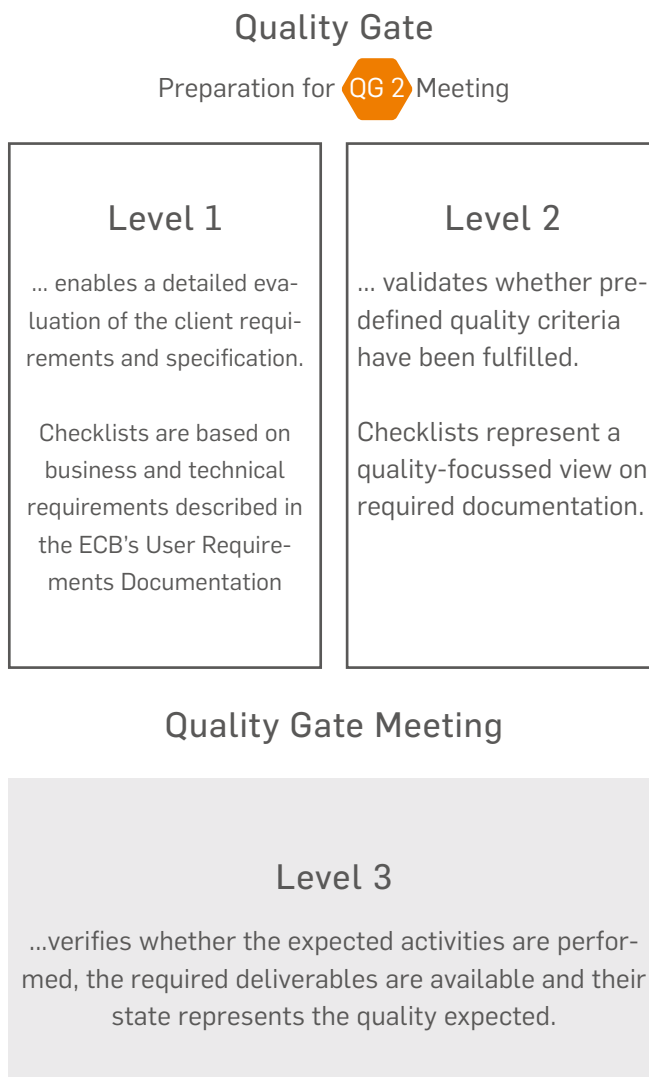 Quality Gate
Preparation for QG 2 Meeting
Level 1
... enables a detailed eva-
luation of the client requi-
rements and specification.
Checklists are based on
business and technical
requirements described in
the ECB's User Require-
ments Documentation
Level 2
... validates whether pre-
defined quality criteria
have been fulfilled.
Checklists represent a
quality-focussed view on
required documentation.
Quality Gate Meeting
Level 3
...verifies whether the expected activities are perfor-
med, the required deliverables are available and their
state represents the quality expected.